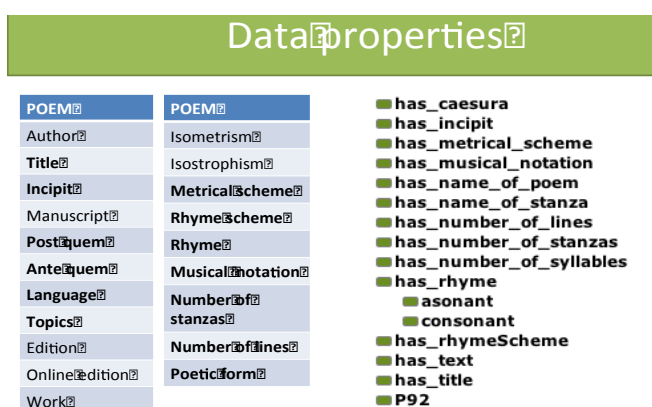 Data properties
POEM
Author
Title
Incipit
Manuscript
Post quem
Ante quem
Language
Topics
Edition
Online edition
Work
POEM
Isometrism
Isostrophism
Metrical scheme
Rhyme scheme
Rhyme
Musical notation
Number of
stanzas
Number of lines
Poetic form
has_caesura
has_incipit
has_metrical_scheme
has_musical_notation
has_name_of_poem
has_name_of_stanza
has_number_of_lines
has_number_of_stanzas
has_number_of_syllables
has_rhyme
asonant
consonant
has_rhymeScheme
has_text
has_title
P92